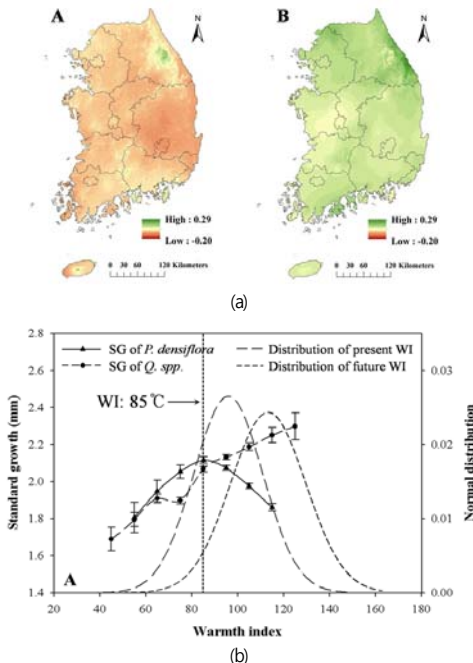 A
N
High : 0.29
Low : -0.20
0 30 60 120 Kilometers
B
N
High : 0.29
Low : -0.20
0 30 60 120 Kilometers
(a)
SG of P. densiflora
SG of Q. spp.
Distribution of present WI
Distribution of future WI
WI: 85℃
Standard growth (mm)
2.8
2.6
2.4
2.2
2.0
1.8
1.6
1.4
Normal distribution
0.03
0.02
0.01
0.00
A
20 40 60 80 100 120 140 160 180
Warmth index
(b)